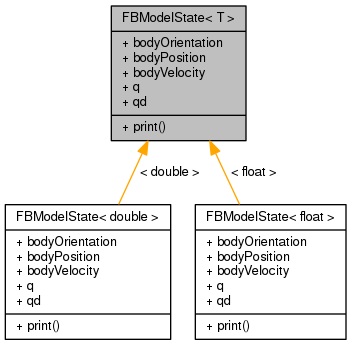 FBModelState< T >
+ bodyOrientation
+ bodyPosition
+ bodyVelocity
+ q
+ qd
+ print()
< double >
< float >
FBModelState< double >
+ bodyOrientation
+ bodyPosition
+ bodyVelocity
+ q
+ qd
+ print()
FBModelState< float >
+ bodyOrientation
+ bodyPosition
+ bodyVelocity
+ q
+ qd
+ print()